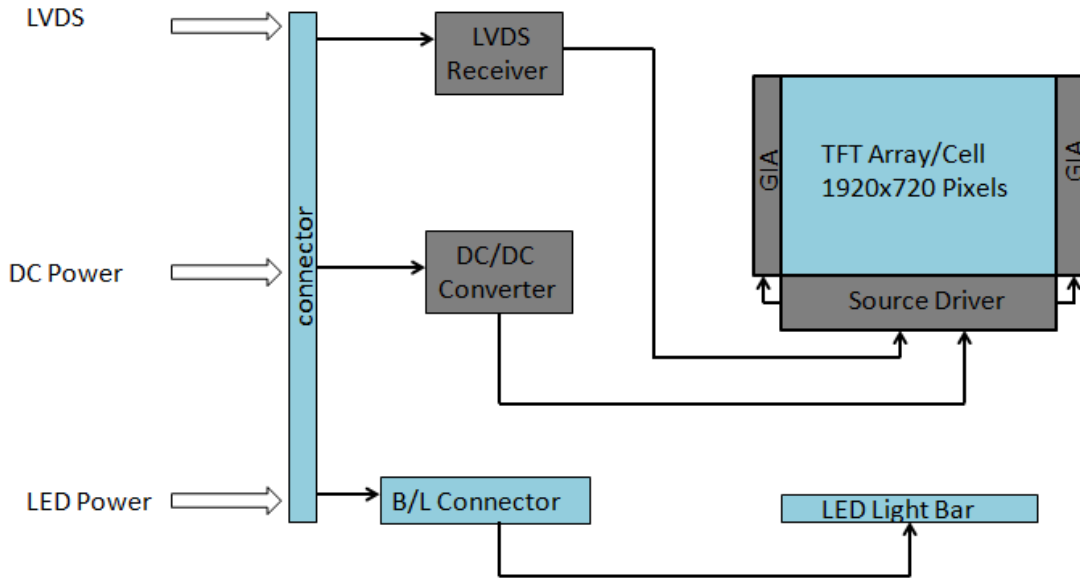 LVDS
LVDS
Receiver
GIA
TFT Array/Cell
1920x720 Pixels
GIA
connector
DC Power
DC/DC
Converter
Source Driver
LED Power
B/L Connector
LED Light Bar